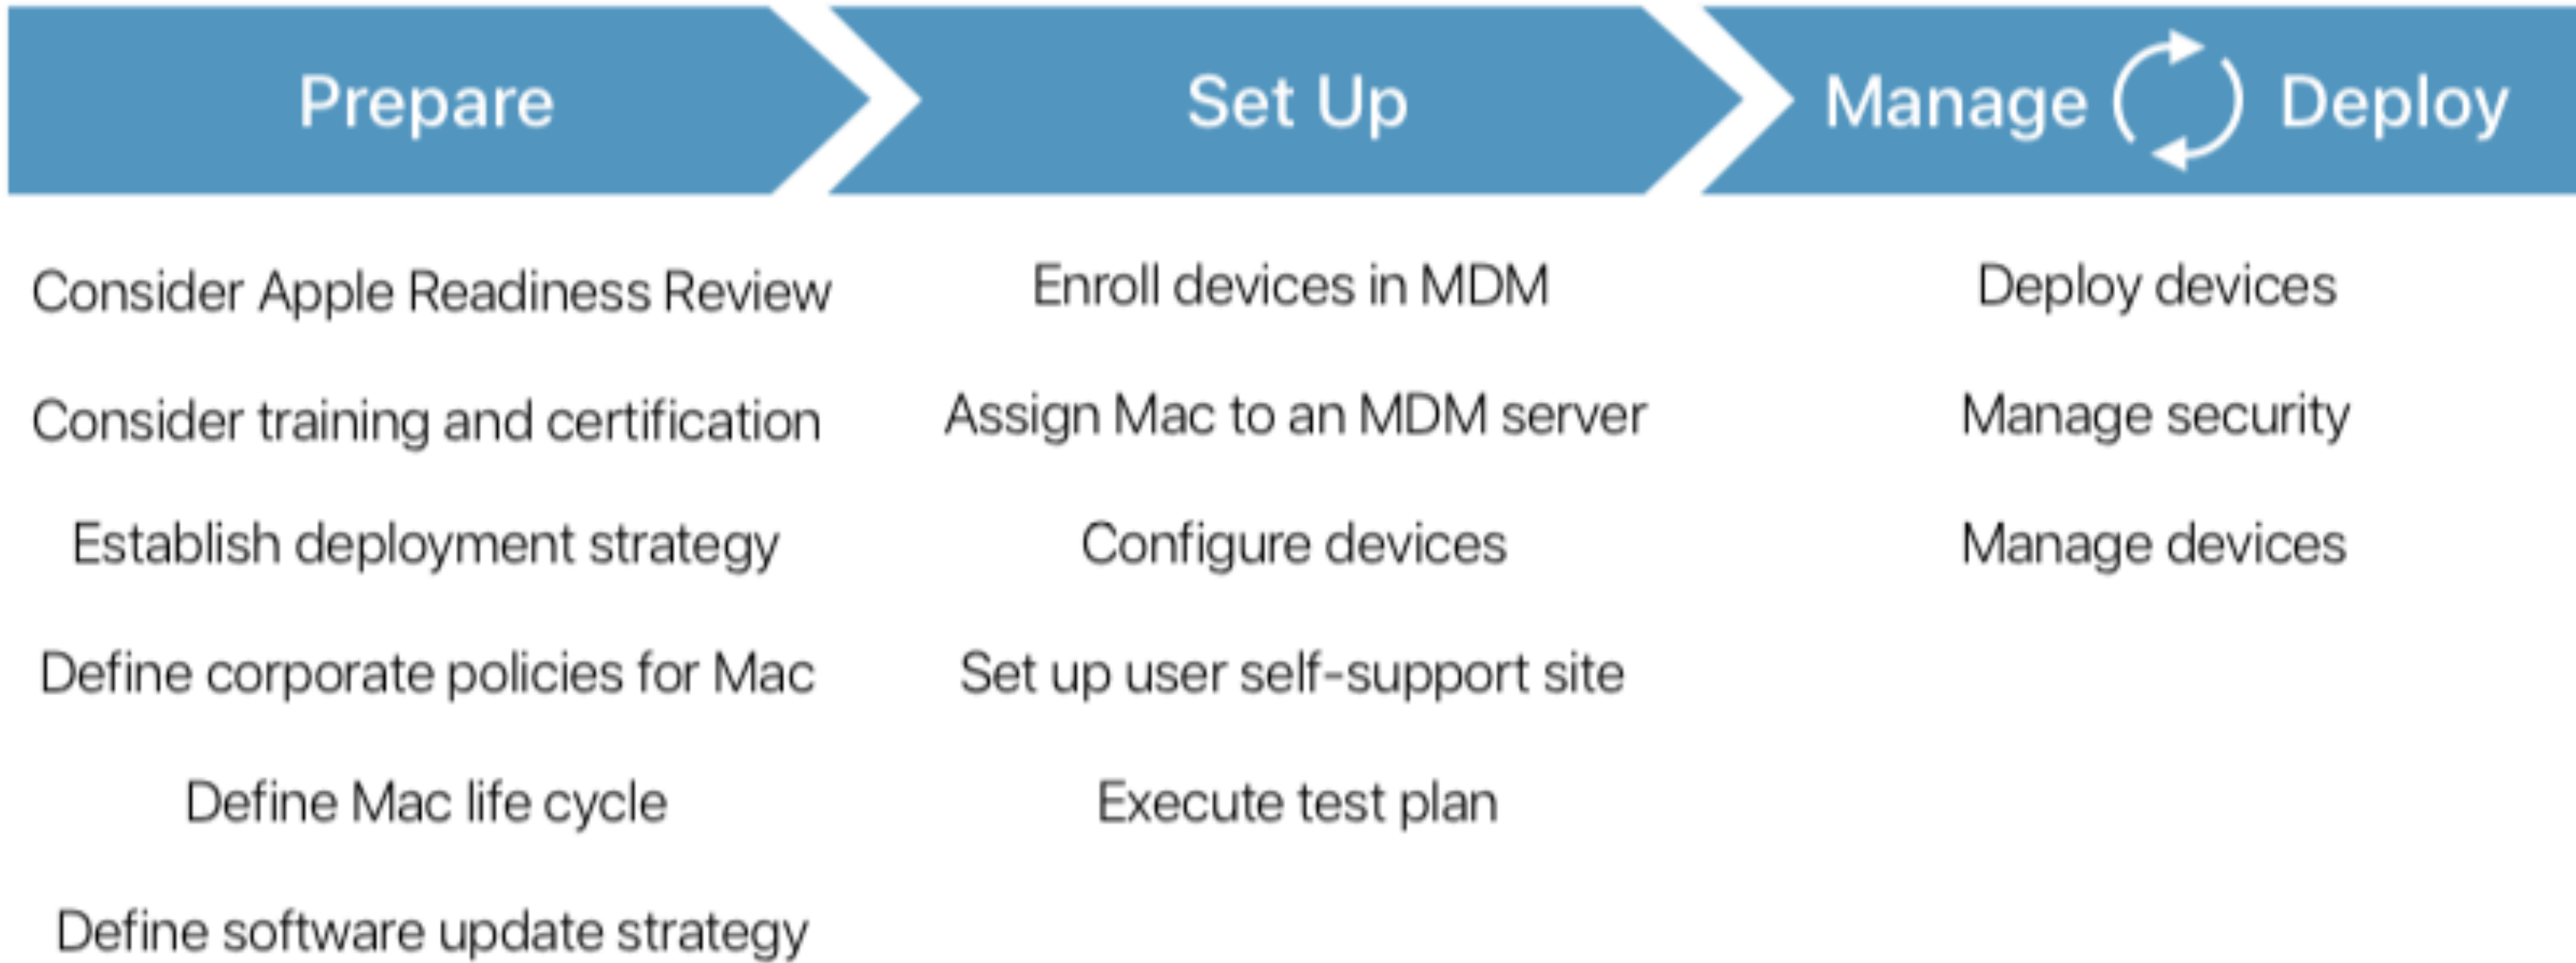 Prepare
Set Up
Manage Deploy
Consider Apple Readiness Review
Consider training and certification
Establish deployment strategy
Define corporate policies for Mac
Define Mac life cycle
Define software update strategy
Enroll devices in MDM
Assign Mac to an MDM server
Configure devices
Set up user self-support site
Execute test plan
Deploy devices
Manage security
Manage devices